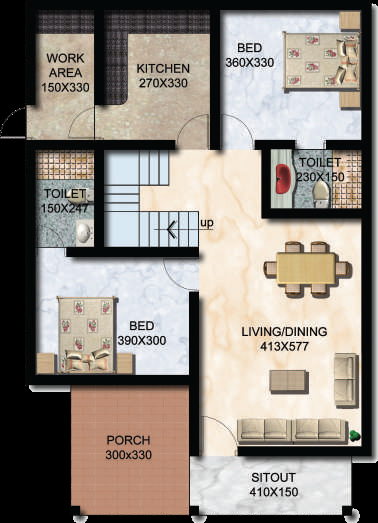 WORK
AREA
150X330
KITCHEN
270X330
BED
360X330
TOILET
150X247
TOILET
230X150
up
BED
390X300
LIVING/DINING
413X577
PORCH
300x330
SITOUT
410X150